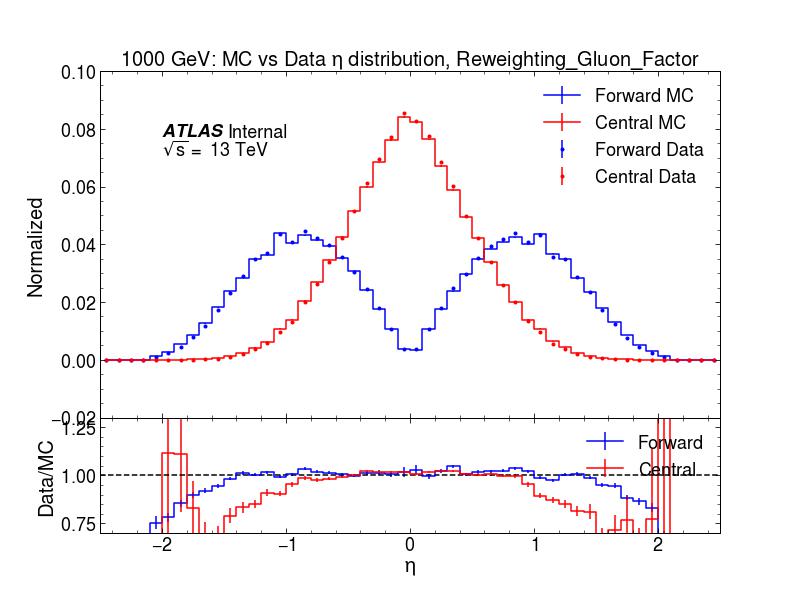 1000 GeV: MC vs Data η distribution, Reweighting_Gluon_Factor
0.10
0.08
0.06
0.04
0.02
0.00
−0.02
Normalized
ATLAS Internal
√s = 13 TeV
Forward MC
Central MC
Forward Data
Central Data
1.25
1.00
0.75
Data/MC
Forward
Central
−2
−1
0
1
2
η